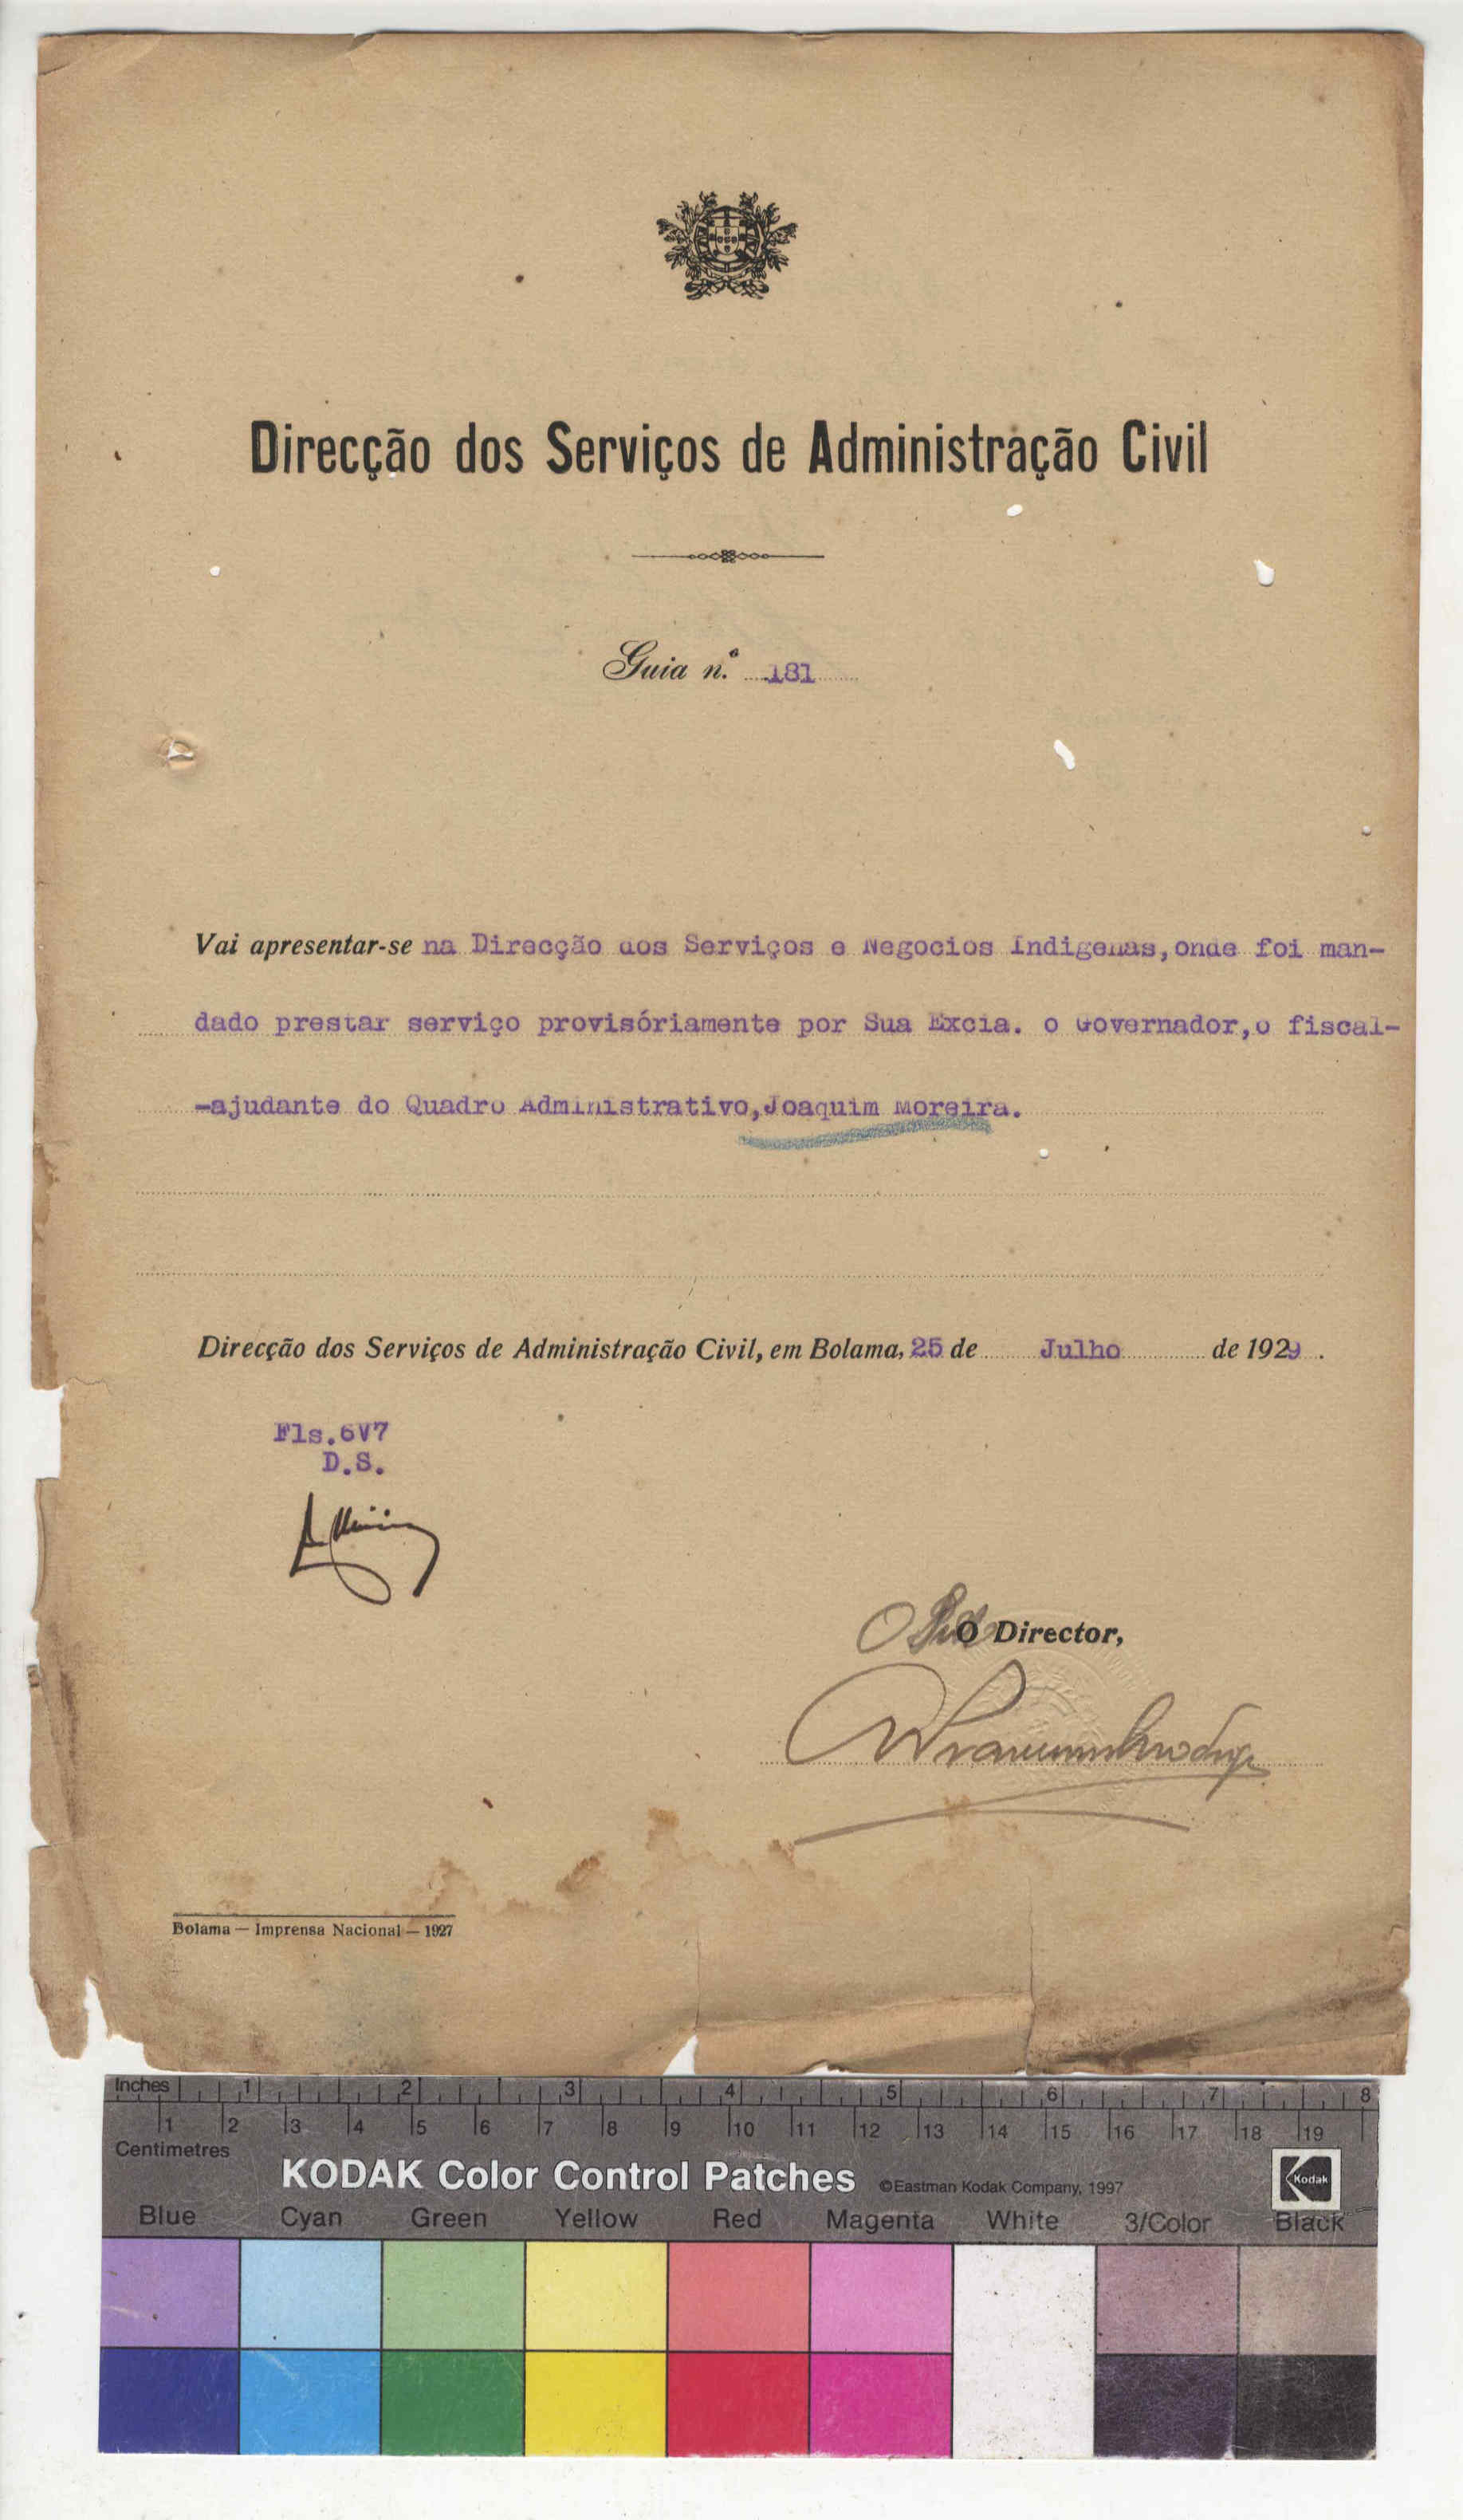 Direcção dos Serviços de Administração Civil
Guia n.º 181
Vai apresentar-se na Direcção dos Serviços e Negocios Indigenas,onde foi man-
dado prestar serviço provisóriamente por Sua Excia. o Governador,o fiscal-
-ajudante do Quadro Administrativo,Joaquim Moreira.
Direcção dos Serviços de Administração Civil, em Bolama, 25 de Julho de 1929.
Fls.6V7
D.S.
O Director,
Bolama — Imprensa Nacional — 1927
Inches 1 2 3 4 5 6 7 8
1 2 3 4 5 6 7 8 9 10 11 12 13 14 15 16 17 18 19
Centimetres
KODAK Color Control Patches ©Eastman Kodak Company, 1997 Kodak
Blue Cyan Green Yellow Red Magenta White 3/Color Black